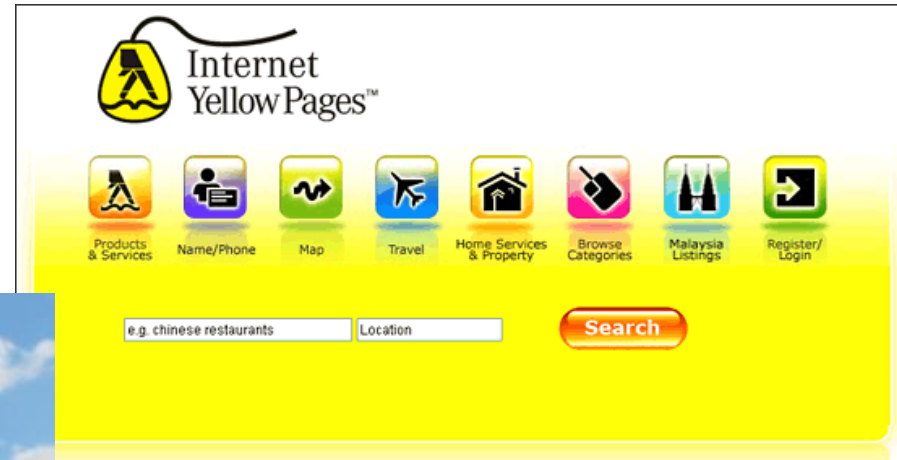 Internet
Yellow Pages™
Products
& Services
Name/Phone
Map
Travel
Home Services
& Property
Browse
Categories
Malaysia
Listings
Register/
Login
e.g. chinese restaurants
Location
Search